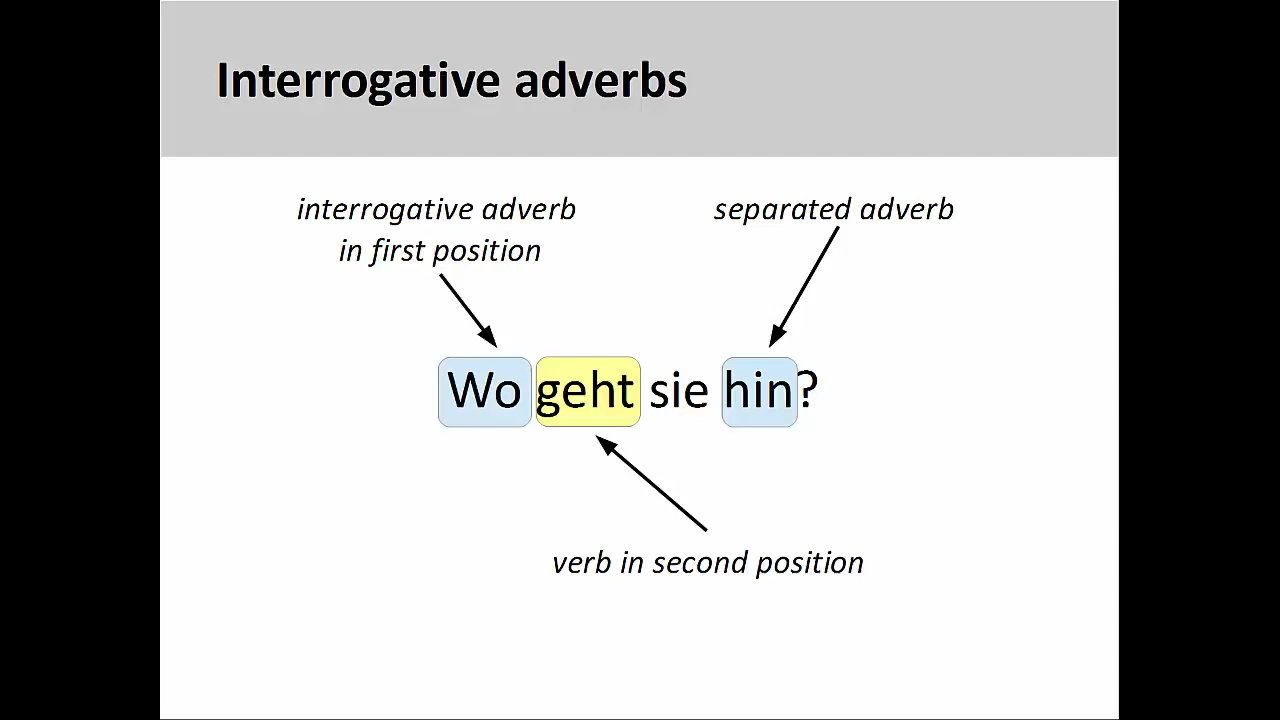 Interrogative adverbs
interrogative adverb
in first position
separated adverb
Wo geht sie hin?
verb in second position